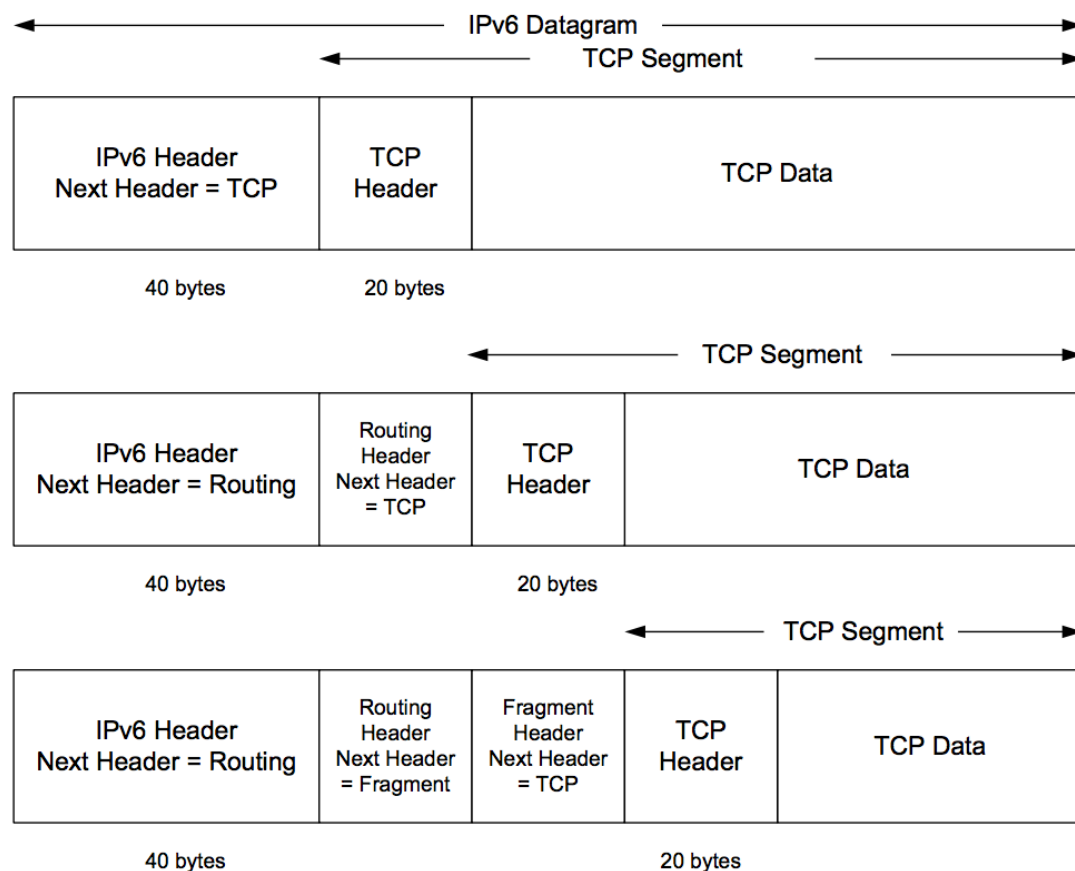 IPv6 Datagram
TCP Segment
IPv6 Header
Next Header = TCP
TCP
Header
TCP Data
40 bytes
20 bytes
TCP Segment
IPv6 Header
Next Header = Routing
Routing
Header
Next Header
= TCP
TCP
Header
TCP Data
40 bytes
20 bytes
TCP Segment
IPv6 Header
Next Header = Routing
Routing
Header
Next Header
= Fragment
Fragment
Header
Next Header
= TCP
TCP
Header
TCP Data
40 bytes
20 bytes